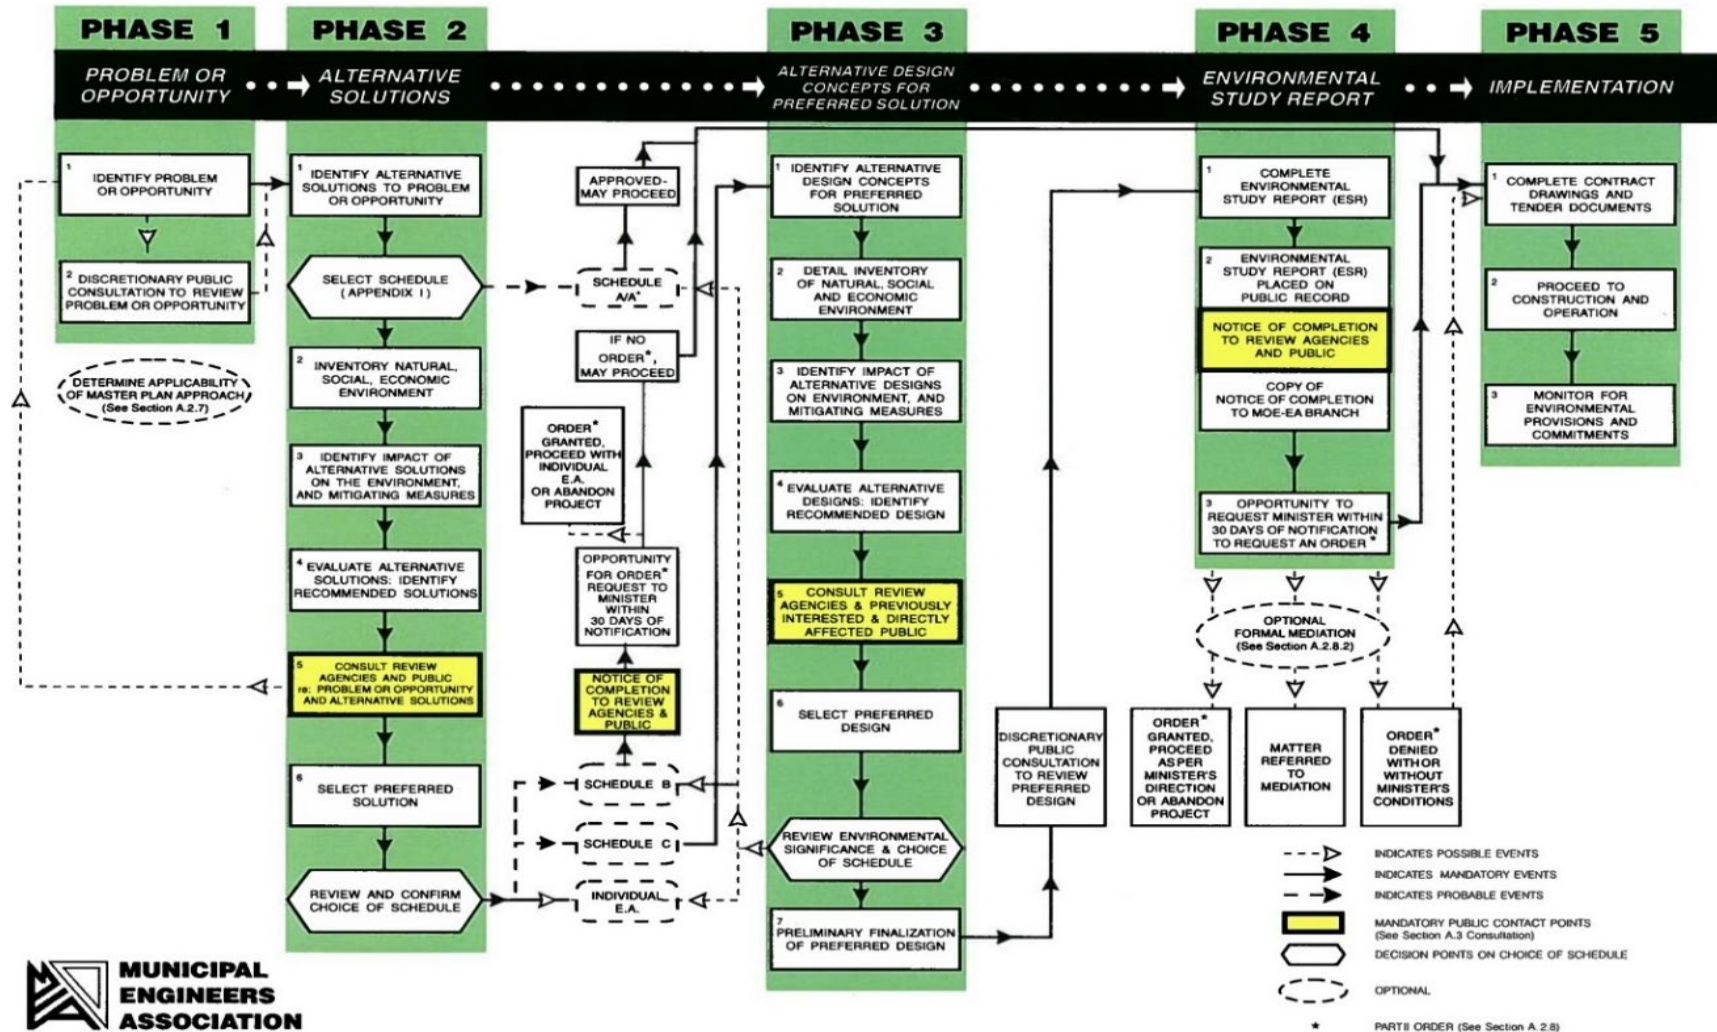 PHASE 1
PHASE 2
PHASE 3
PHASE 4
PHASE 5
PROBLEM OR
OPPORTUNITY
ALTERNATIVE
SOLUTIONS
ALTERNATIVE DESIGN
CONCEPTS FOR
PREFERRED SOLUTION
ENVIRONMENTAL
STUDY REPORT
IMPLEMENTATION
1
IDENTIFY PROBLEM
OR OPPORTUNITY
2
DISCRETIONARY PUBLIC
CONSULTATION TO REVIEW
PROBLEM OR OPPORTUNITY
DETERMINE APPLICABILITY
OF MASTER PLAN APPROACH
(See Section A.2.7)
1
IDENTIFY ALTERNATIVE
SOLUTIONS TO PROBLEM
OR OPPORTUNITY
SELECT SCHEDULE
(APPENDIX I)
2
INVENTORY NATURAL,
SOCIAL, ECONOMIC
ENVIRONMENT
3
IDENTIFY IMPACT OF
ALTERNATIVE SOLUTIONS
ON THE ENVIRONMENT,
AND MITIGATING MEASURES
4
EVALUATE ALTERNATIVE
SOLUTIONS: IDENTIFY
RECOMMENDED SOLUTIONS
5
CONSULT REVIEW
AGENCIES AND PUBLIC
re: PROBLEM OR OPPORTUNITY
AND ALTERNATIVE SOLUTIONS
6
SELECT PREFERRED
SOLUTION
REVIEW AND CONFIRM
CHOICE OF SCHEDULE
APPROVED-
MAY PROCEED
SCHEDULE
A/A+
IF NO
ORDER*,
MAY PROCEED
ORDER*
GRANTED,
PROCEED WITH
INDIVIDUAL
E.A.
OR ABANDON
PROJECT
OPPORTUNITY
FOR ORDER*
REQUEST TO
MINISTER
WITHIN
30 DAYS OF
NOTIFICATION
NOTICE OF
COMPLETION
TO REVIEW
AGENCIES &
PUBLIC
SCHEDULE B
SCHEDULE C
INDIVIDUAL
E.A.
1
IDENTIFY ALTERNATIVE
DESIGN CONCEPTS
FOR PREFERRED
SOLUTION
2
DETAIL INVENTORY
OF NATURAL, SOCIAL
AND ECONOMIC
ENVIRONMENT
3
IDENTIFY IMPACT OF
ALTERNATIVE DESIGNS
ON ENVIRONMENT, AND
MITIGATING MEASURES
4
EVALUATE ALTERNATIVE
DESIGNS: IDENTIFY
RECOMMENDED DESIGN
5
CONSULT REVIEW
AGENCIES & PREVIOUSLY
INTERESTED & DIRECTLY
AFFECTED PUBLIC
6
SELECT PREFERRED
DESIGN
REVIEW ENVIRONMENTAL
SIGNIFICANCE & CHOICE
OF SCHEDULE
7
PRELIMINARY FINALIZATION
OF PREFERRED DESIGN
DISCRETIONARY
PUBLIC
CONSULTATION
TO REVIEW
PREFERRED
DESIGN
1
COMPLETE
ENVIRONMENTAL
STUDY REPORT (ESR)
2
ENVIRONMENTAL
STUDY REPORT (ESR)
PLACED ON
PUBLIC RECORD
NOTICE OF COMPLETION
TO REVIEW AGENCIES
AND PUBLIC
COPY OF
NOTICE OF COMPLETION
TO MOE-EA BRANCH
3
OPPORTUNITY TO
REQUEST MINISTER WITHIN
30 DAYS OF NOTIFICATION
TO REQUEST AN ORDER*
OPTIONAL
FORMAL MEDIATION
(See Section A.2.8.2)
ORDER*
GRANTED,
PROCEED
AS PER
MINISTER'S
DIRECTION
OR ABANDON
PROJECT
MATTER
REFERRED
TO
MEDIATION
ORDER*
DENIED
WITH OR
WITHOUT
MINISTER'S
CONDITIONS
1
COMPLETE CONTRACT
DRAWINGS AND
TENDER DOCUMENTS
2
PROCEED TO
CONSTRUCTION AND
OPERATION
3
MONITOR FOR
ENVIRONMENTAL
PROVISIONS AND
COMMITMENTS
INDICATES POSSIBLE EVENTS
INDICATES MANDATORY EVENTS
INDICATES PROBABLE EVENTS
MANDATORY PUBLIC CONTACT POINTS
(See Section A.3 Consultation)
DECISION POINTS ON CHOICE OF SCHEDULE
OPTIONAL
* PART II ORDER (See Section A.2.8)
MUNICIPAL
ENGINEERS
ASSOCIATION